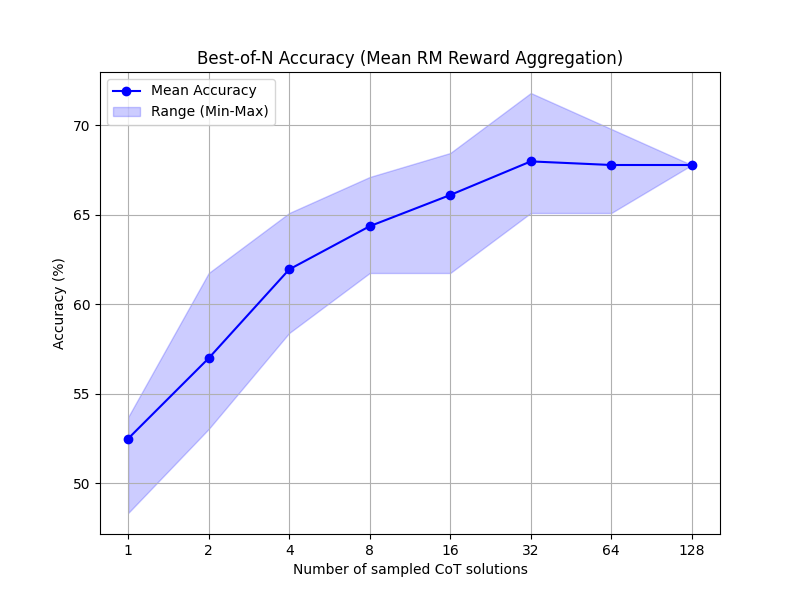 Best-of-N Accuracy (Mean RM Reward Aggregation)
Mean Accuracy
Range (Min-Max)
Accuracy (%)
70
65
60
55
50
1 2 4 8 16 32 64 128
Number of sampled CoT solutions